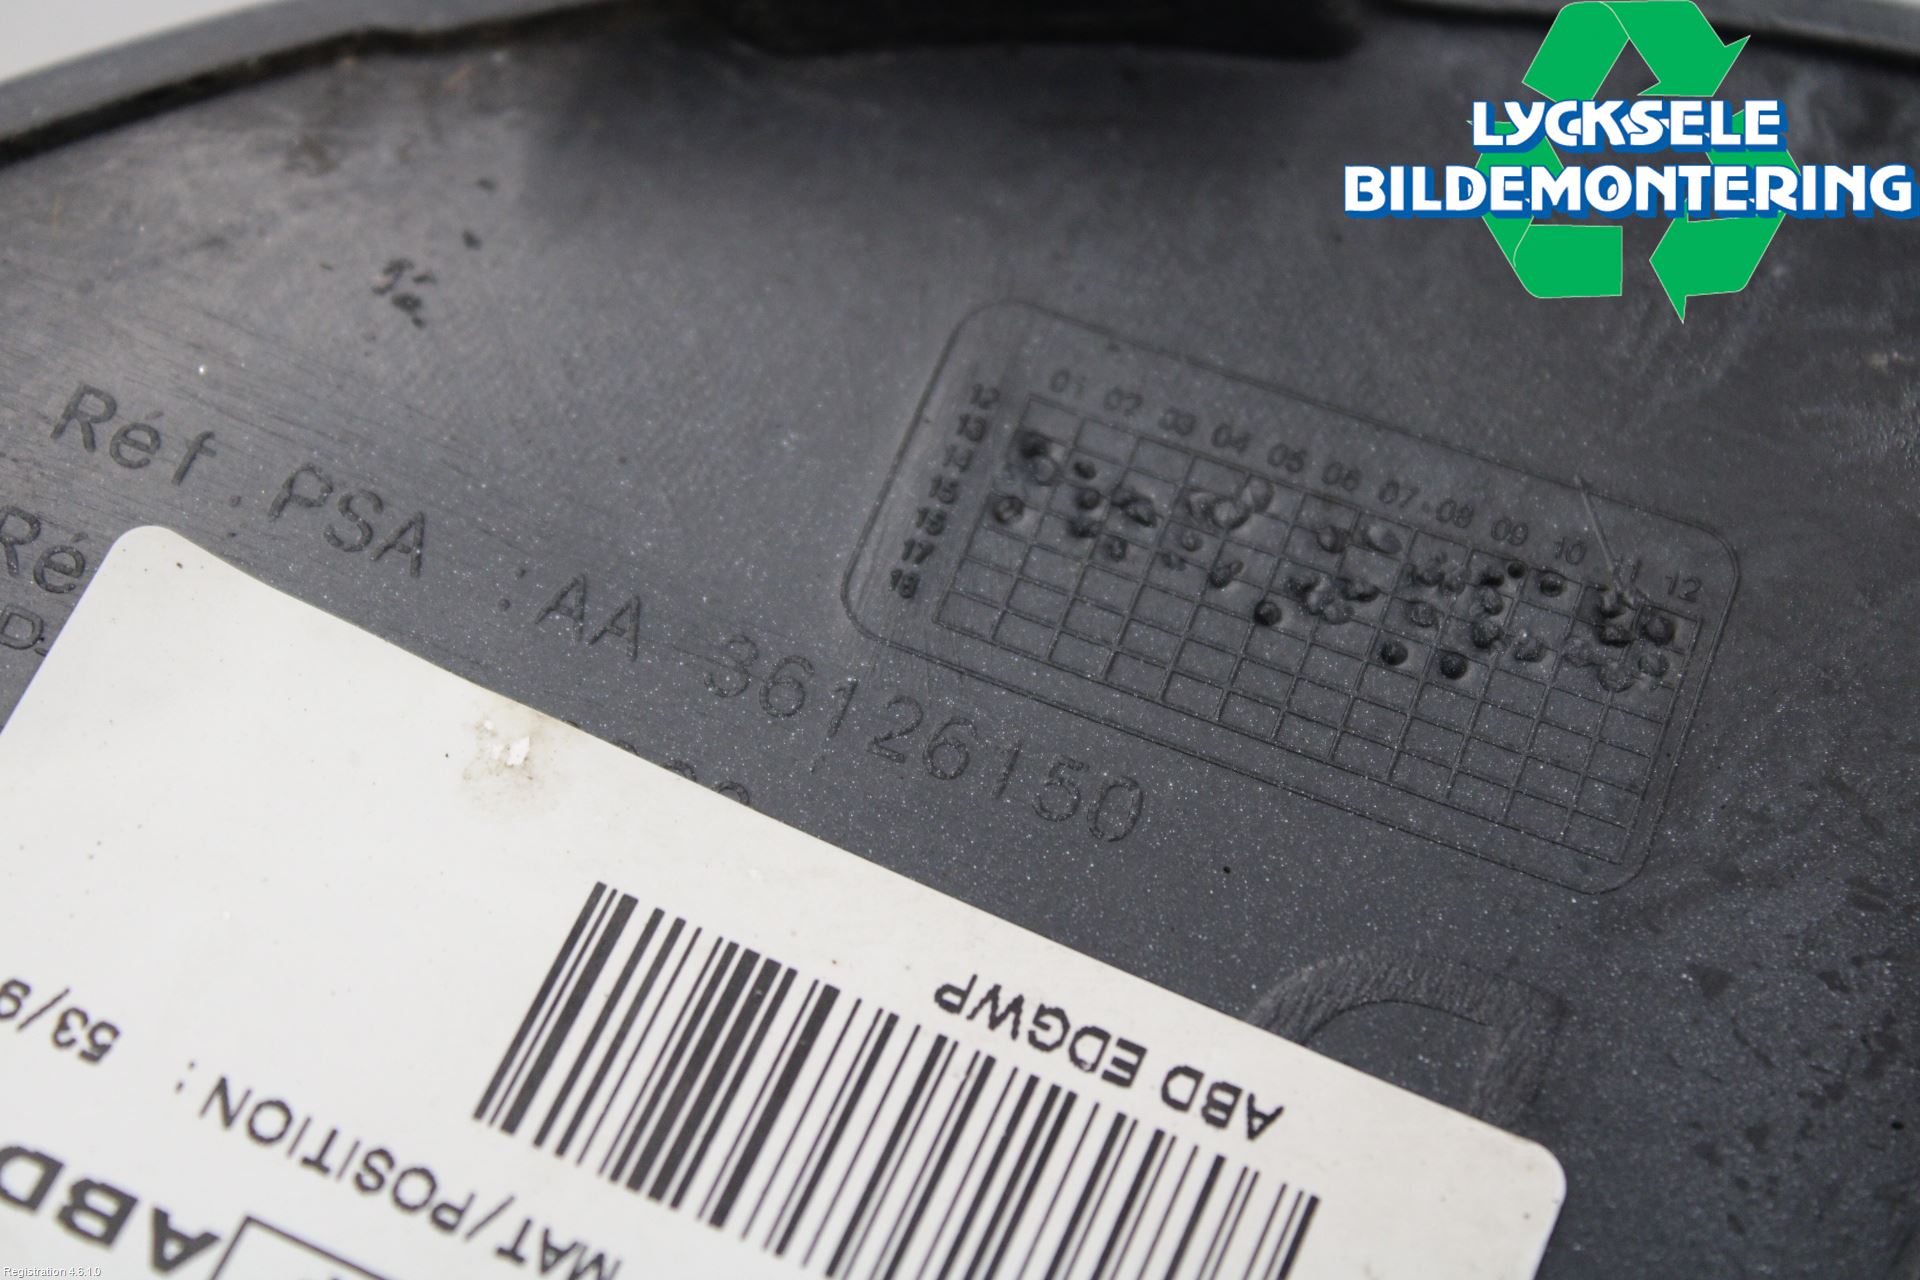 LYCKSELE
BILDEMONTERING
01 02 03 04 05 06 07 08 09 10 11 12
12
13
14
15
17
18
Réf. PSA : AA 36126150
Ré
ABD EDGWP
MAT/POSITION : 53/9
ABD
Registration 4.6.1.0